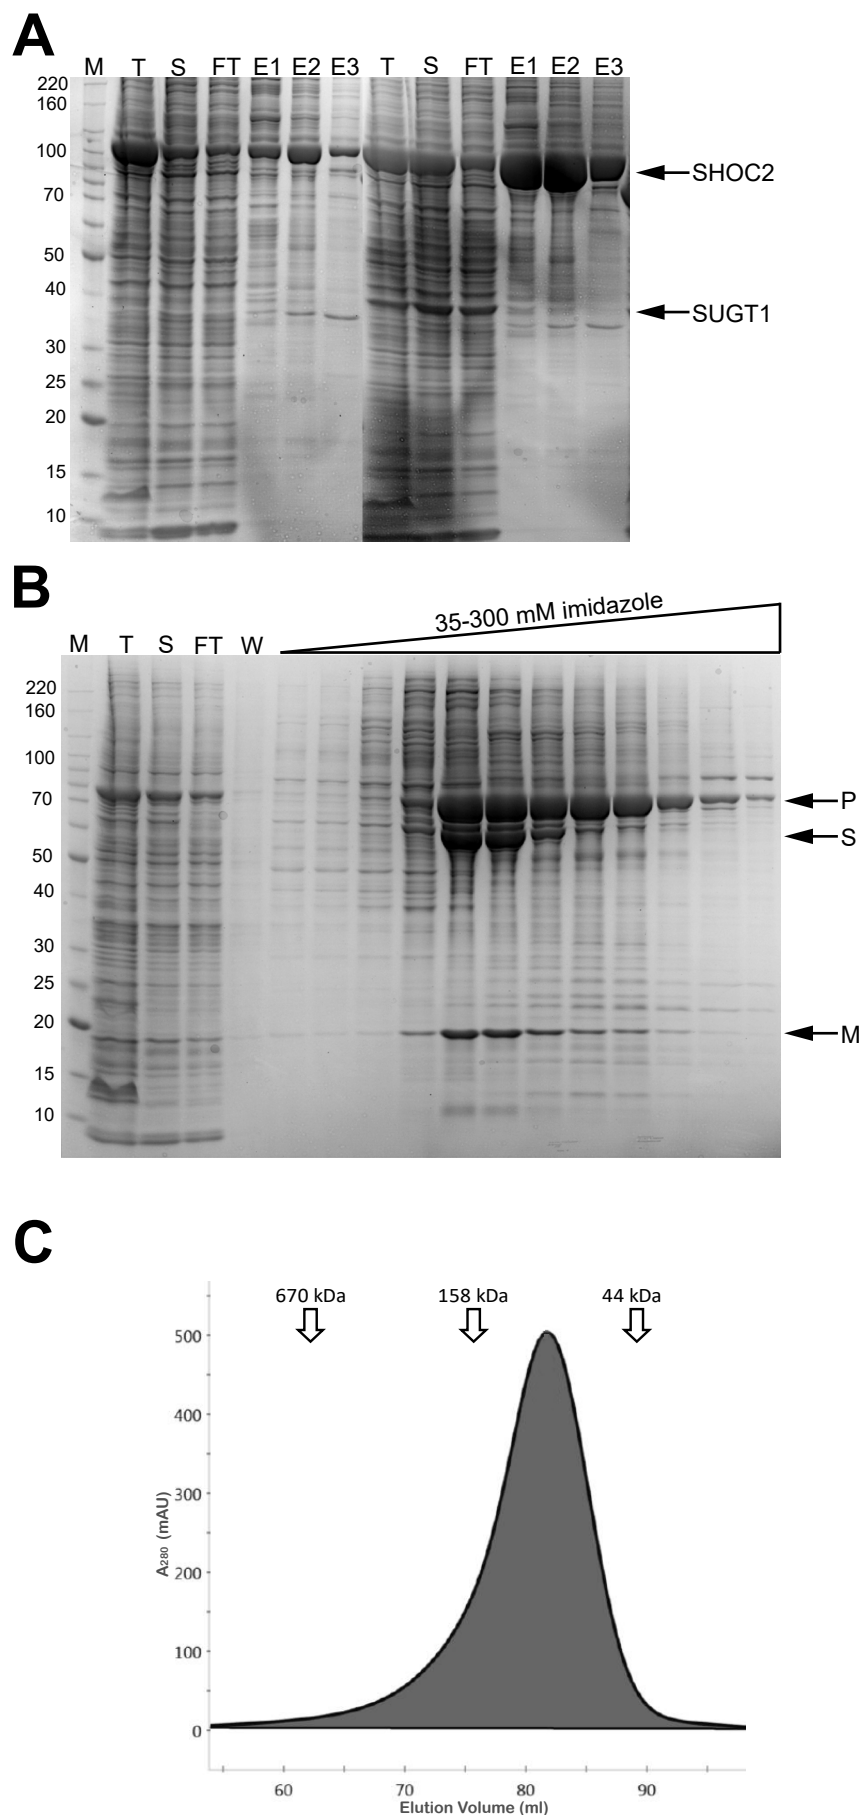 A
M T S FT E1 E2 E3 T S FT E1 E2 E3
220
160
100
70
50
40
30
25
20
15
10
SHOC2
SUGT1
B
35-300 mM imidazole
M T S FT W
220
160
100
70
50
40
30
25
20
15
10
P
S
M
C
670 kDa 158 kDa 44 kDa
500
400
300
200
100
0
A280 (mAU)
60 70 80 90
Elution Volume (ml)